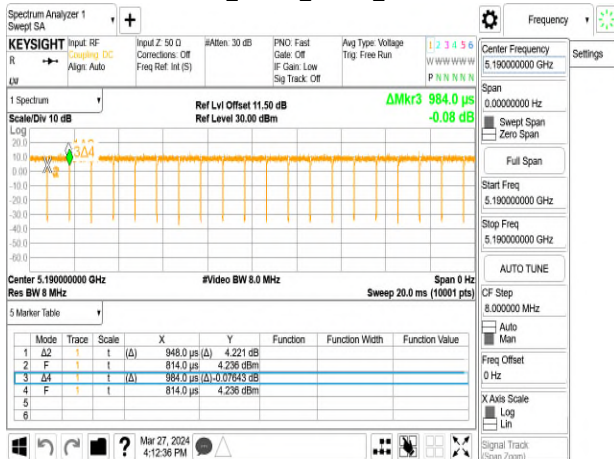 Spectrum Analyzer 1
Swept SA
+
Frequency
KEYSIGHT
R
Input: RF
Coupling: DC
Align: Auto
Input Z: 50 Ω
Corrections: Off
Freq Ref: Int (S)
#Atten: 30 dB
PNO: Fast
Gate: Off
IF Gain: Low
Sig Track: Off
Avg Type: Voltage
Trig: Free Run
1 2 3 4 5 6
W W W W W W
P N N N N N
1 Spectrum
Scale/Div 10 dB
Ref Lvl Offset 11.50 dB
Ref Level 30.00 dBm
ΔMkr3 984.0 µs
-0.08 dB
Log
20.0
10.0
0.00
-10.0
-20.0
-30.0
-40.0
-50.0
-60.0
3Δ4
Center 5.190000000 GHz
Res BW 8 MHz
#Video BW 8.0 MHz
Span 0 Hz
Sweep 20.0 ms (10001 pts)
5 Marker Table
Mode Trace Scale X Y Function Function Width Function Value
1 Δ2 1 t (Δ) 948.0 µs (Δ) 4.221 dB
2 F 1 t 814.0 µs 4.236 dBm
3 Δ4 1 t (Δ) 984.0 µs (Δ) -0.07643 dB
4 F 1 t 814.0 µs 4.236 dBm
5
6
Mar 27, 2024
4:12:36 PM
?
Center Frequency
5.190000000 GHz
Settings
Span
0.00000000 Hz
Swept Span
Zero Span
Full Span
Start Freq
5.190000000 GHz
Stop Freq
5.190000000 GHz
AUTO TUNE
CF Step
8.000000 MHz
Auto
Man
Freq Offset
0 Hz
X Axis Scale
Log
Lin
Signal Track
(Span Zoom)